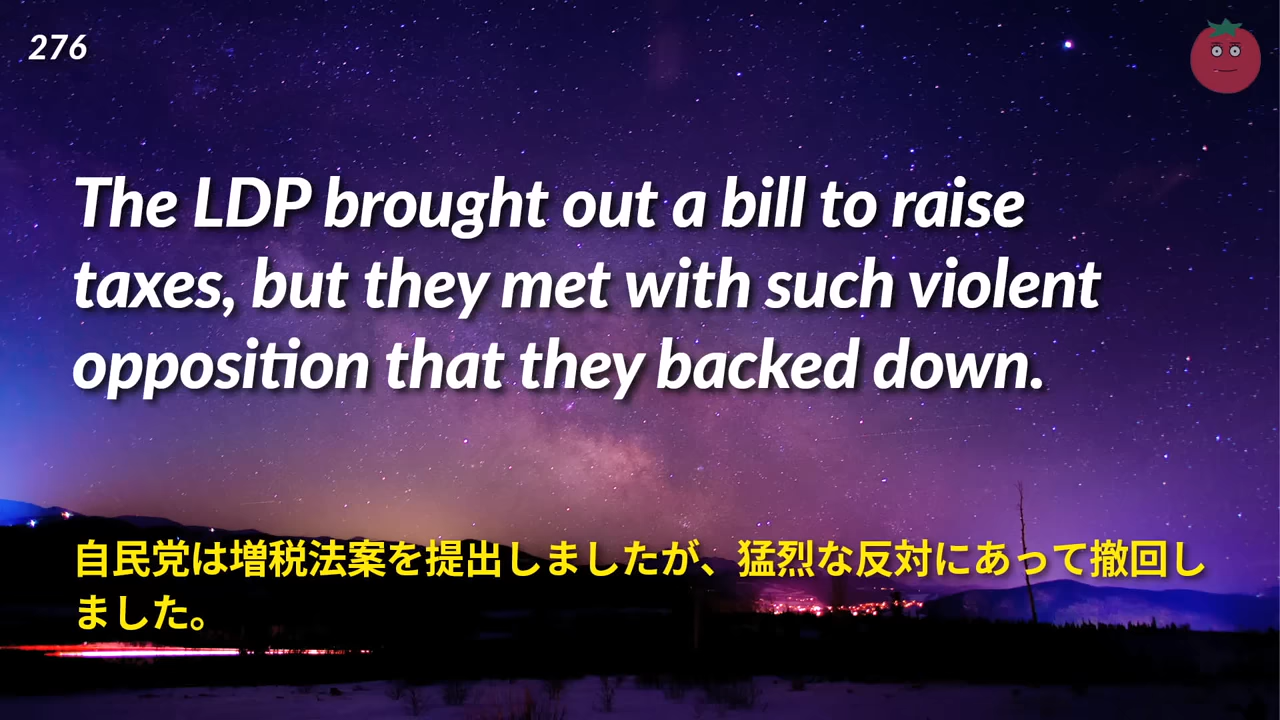 276
The LDP brought out a bill to raise
taxes, but they met with such violent
opposition that they backed down.
自民党は増税法案を提出しましたが、猛烈な反対にあって撤回し
ました。